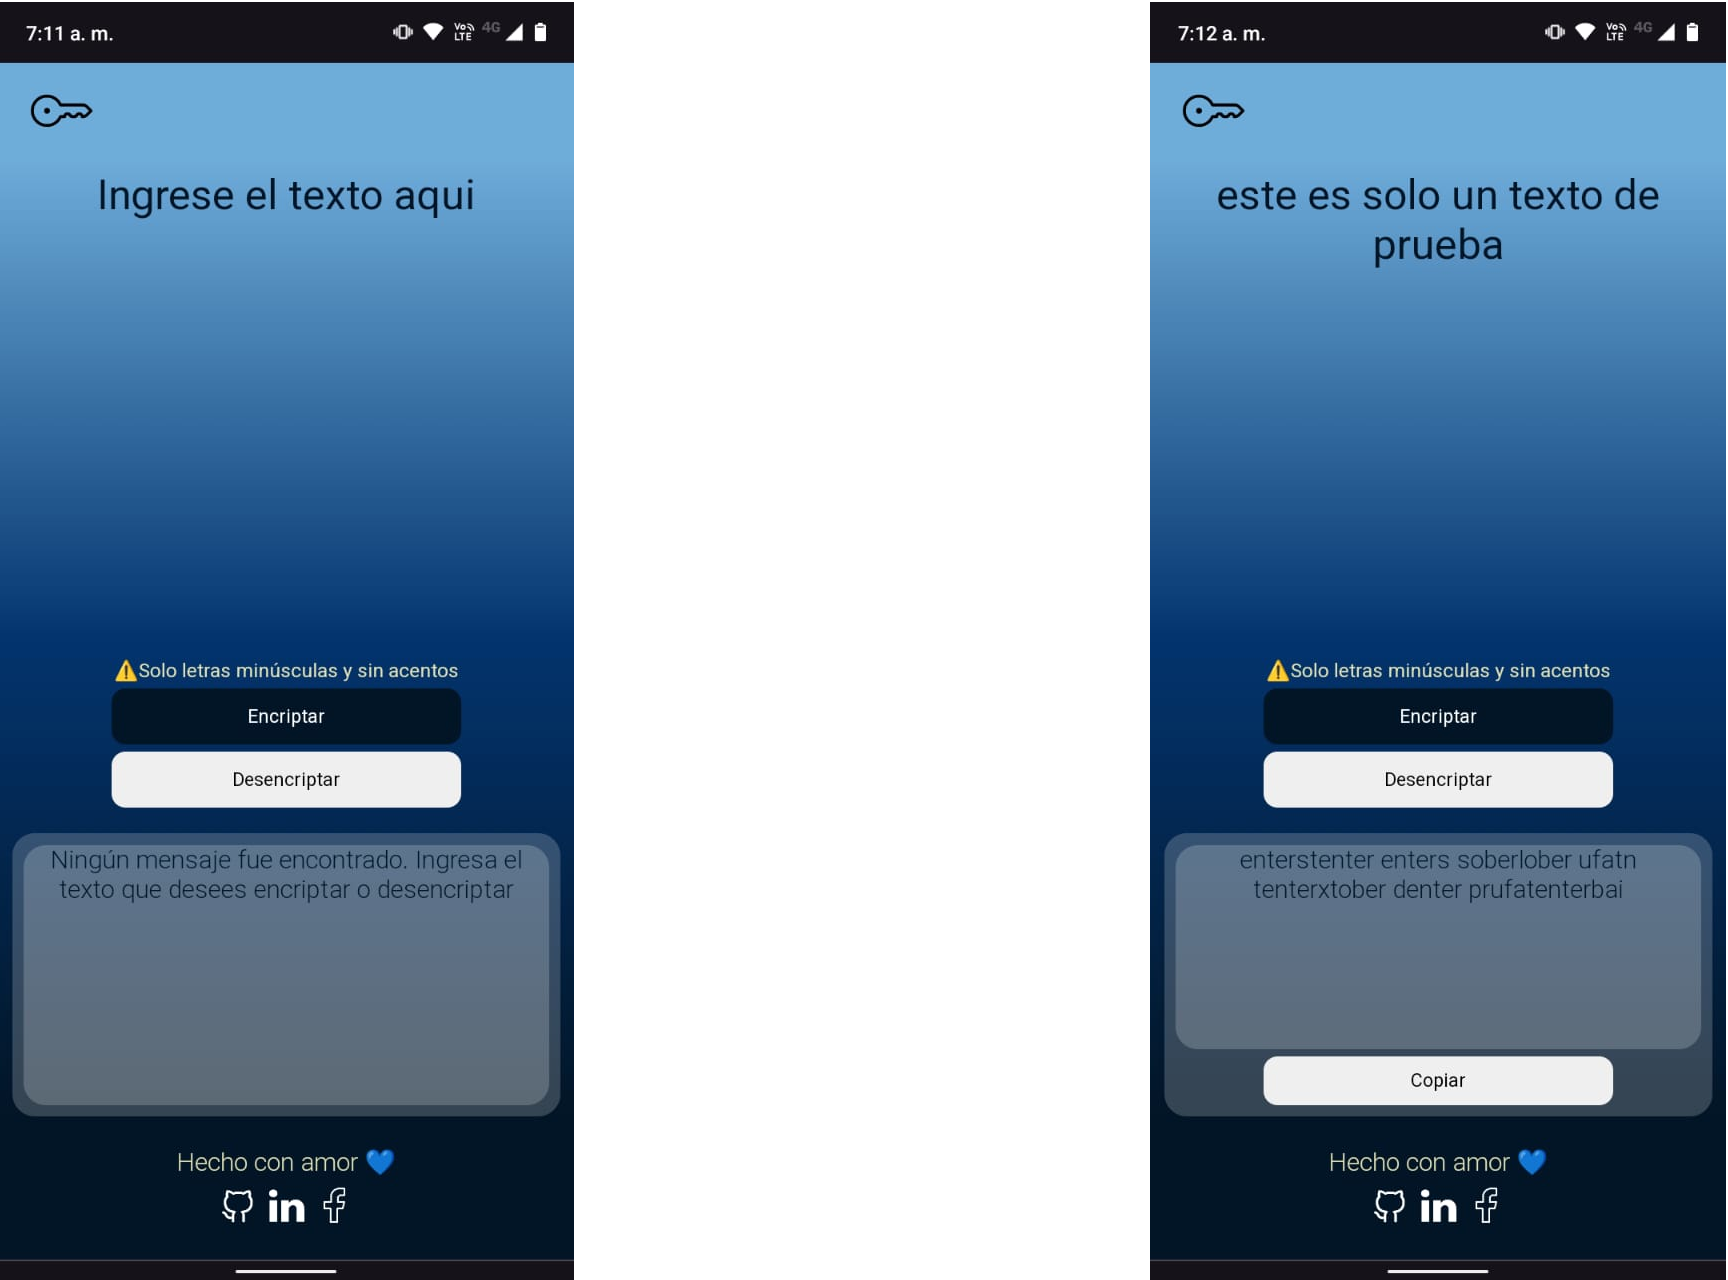 7:11 a. m.
Vo LTE 4G
Ingrese el texto aqui
⚠️Solo letras minúsculas y sin acentos
Encriptar
Desencriptar
Ningún mensaje fue encontrado. Ingresa el
texto que desees encriptar o desencriptar
Hecho con amor 💙
in
7:12 a. m.
Vo LTE 4G
este es solo un texto de
prueba
⚠️Solo letras minúsculas y sin acentos
Encriptar
Desencriptar
enterstenter enters soberlober ufatn
tenterxtober denter prufatenterbai
Copiar
Hecho con amor 💙
in